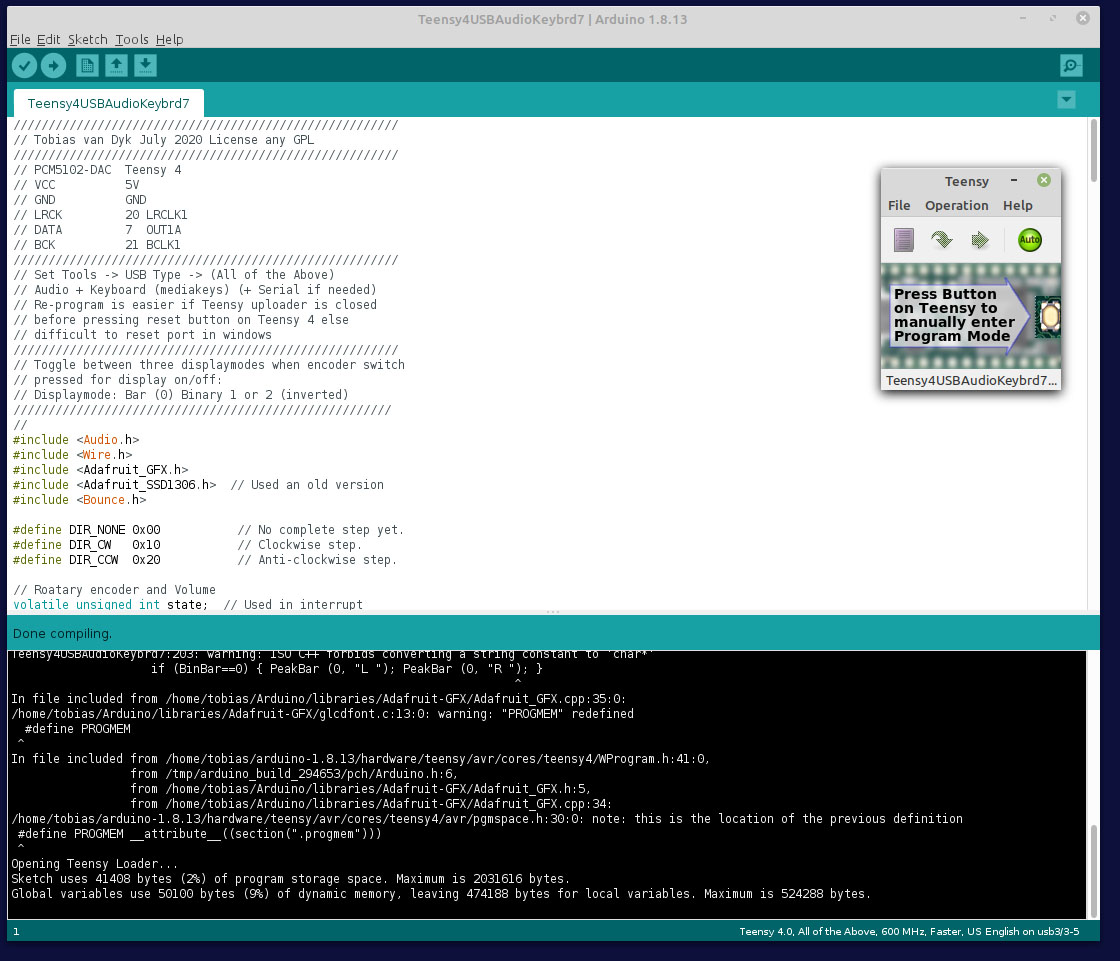 Teensy4USBAudioKeybrd7 | Arduino 1.8.13
File Edit Sketch Tools Help
Teensy4USBAudioKeybrd7
///////////////////////////////////////////////////////
// Tobias van Dyk July 2020 License any GPL
///////////////////////////////////////////////////////
// PCM5102-DAC  Teensy 4
// VCC          5V
// GND          GND
// LRCK         20 LRCLK1
// DATA         7  OUT1A
// BCK          21 BCLK1
///////////////////////////////////////////////////////
// Set Tools -> USB Type -> (All of the Above)
// Audio + Keyboard (mediakeys) (+ Serial if needed)
// Re-program is easier if Teensy uploader is closed
// before pressing reset button on Teensy 4 else
// difficult to reset port in windows
///////////////////////////////////////////////////////
// Toggle between three displaymodes when encoder switch
// pressed for display on/off:
// Displaymode: Bar (0) Binary 1 or 2 (inverted)
//////////////////////////////////////////////////////
//
#include <Audio.h>
#include <Wire.h>
#include <Adafruit_GFX.h>
#include <Adafruit_SSD1306.h>  // Used an old version
#include <Bounce.h>
#define DIR_NONE 0x00           // No complete step yet.
#define DIR_CW   0x10           // Clockwise step.
#define DIR_CCW  0x20           // Anti-clockwise step.
// Roatary encoder and Volume
volatile unsigned int state;  // Used in interrupt
Teensy
File Operation Help
Auto
Press Button
on Teensy to
manually enter
Program Mode
Teensy4USBAudioKeybrd7...
Done compiling.
Teensy4USBAudioKeybrd7:203: warning: ISO C++ forbids converting a string constant to 'char*'
if (BinBar==0) { PeakBar (0, "L "); PeakBar (0, "R "); }
^
In file included from /home/tobias/Arduino/libraries/Adafruit-GFX/Adafruit_GFX.cpp:35:0:
/home/tobias/Arduino/libraries/Adafruit-GFX/glcdfont.c:13:0: warning: "PROGMEM" redefined
#define PROGMEM
^
In file included from /home/tobias/arduino-1.8.13/hardware/teensy/avr/cores/teensy4/WProgram.h:41:0,
from /tmp/arduino_build_294653/pch/Arduino.h:6,
from /home/tobias/Arduino/libraries/Adafruit-GFX/Adafruit_GFX.h:5,
from /home/tobias/Arduino/libraries/Adafruit-GFX/Adafruit_GFX.cpp:34:
/home/tobias/arduino-1.8.13/hardware/teensy/avr/cores/teensy4/avr/pgmspace.h:30:0: note: this is the location of the previous definition
#define PROGMEM __attribute__((section(".progmem")))
^
Opening Teensy Loader...
Sketch uses 41408 bytes (2%) of program storage space. Maximum is 2031616 bytes.
Global variables use 50100 bytes (9%) of dynamic memory, leaving 474188 bytes for local variables. Maximum is 524288 bytes.
1
Teensy 4.0, All of the Above, 600 MHz, Faster, US English on usb3/3-5